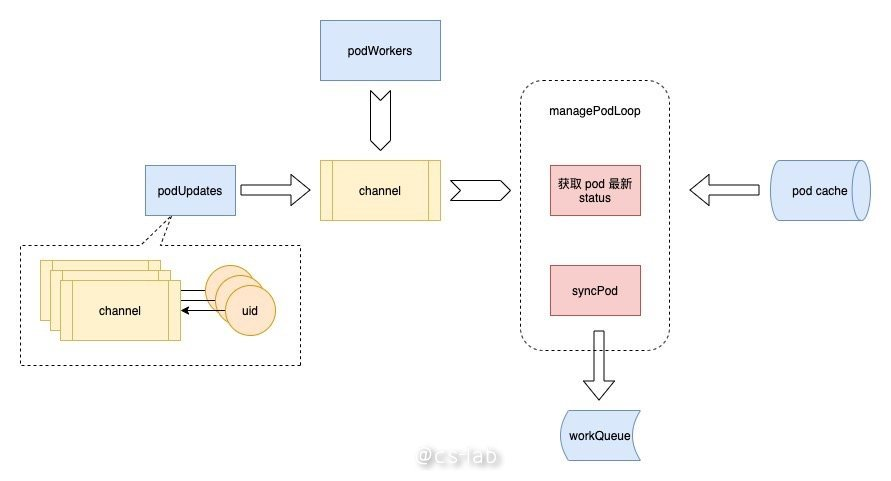 podWorkers
managePodLoop
podUpdates
channel
获取 pod 最新
status
pod cache
channel
uid
syncPod
workQueue
@cs-lab